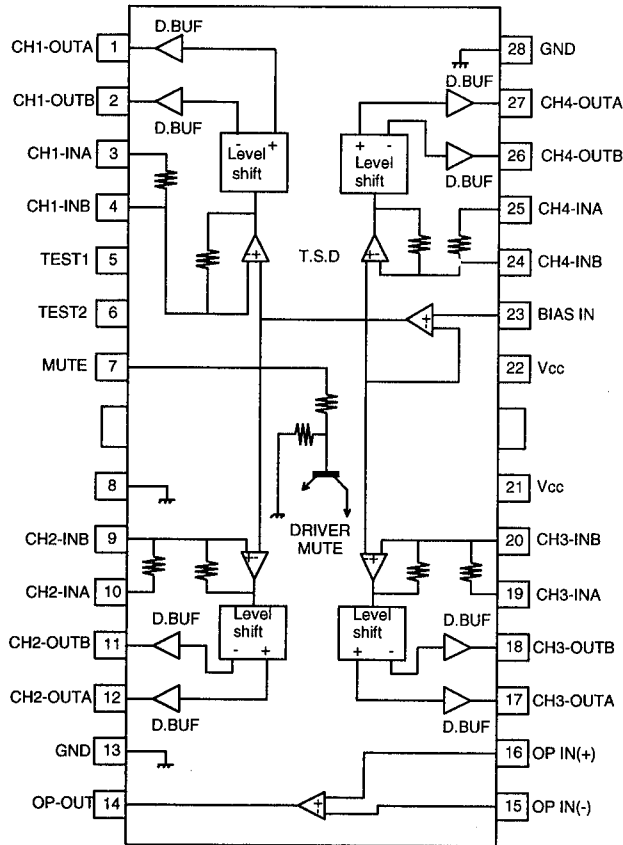 CH1-OUTA 1 D.BUF
CH1-OUTB 2 D.BUF
CH1-INA 3
CH1-INB 4
TEST1 5
TEST2 6
MUTE 7
8
CH2-INB 9
CH2-INA 10
CH2-OUTB 11 D.BUF
CH2-OUTA 12 D.BUF
GND 13
OP-OUT 14
- +
Level
shift
-+
T.S.D
+ -
Level
shift
+-
+
-
DRIVER
MUTE
+-
Level
shift
- +
-+
Level
shift
+ -
+
-
28 GND
D.BUF 27 CH4-OUTA
D.BUF 26 CH4-OUTB
25 CH4-INA
24 CH4-INB
23 BIAS IN
22 Vcc
21 Vcc
20 CH3-INB
19 CH3-INA
D.BUF 18 CH3-OUTB
D.BUF 17 CH3-OUTA
16 OP IN(+)
15 OP IN(-)